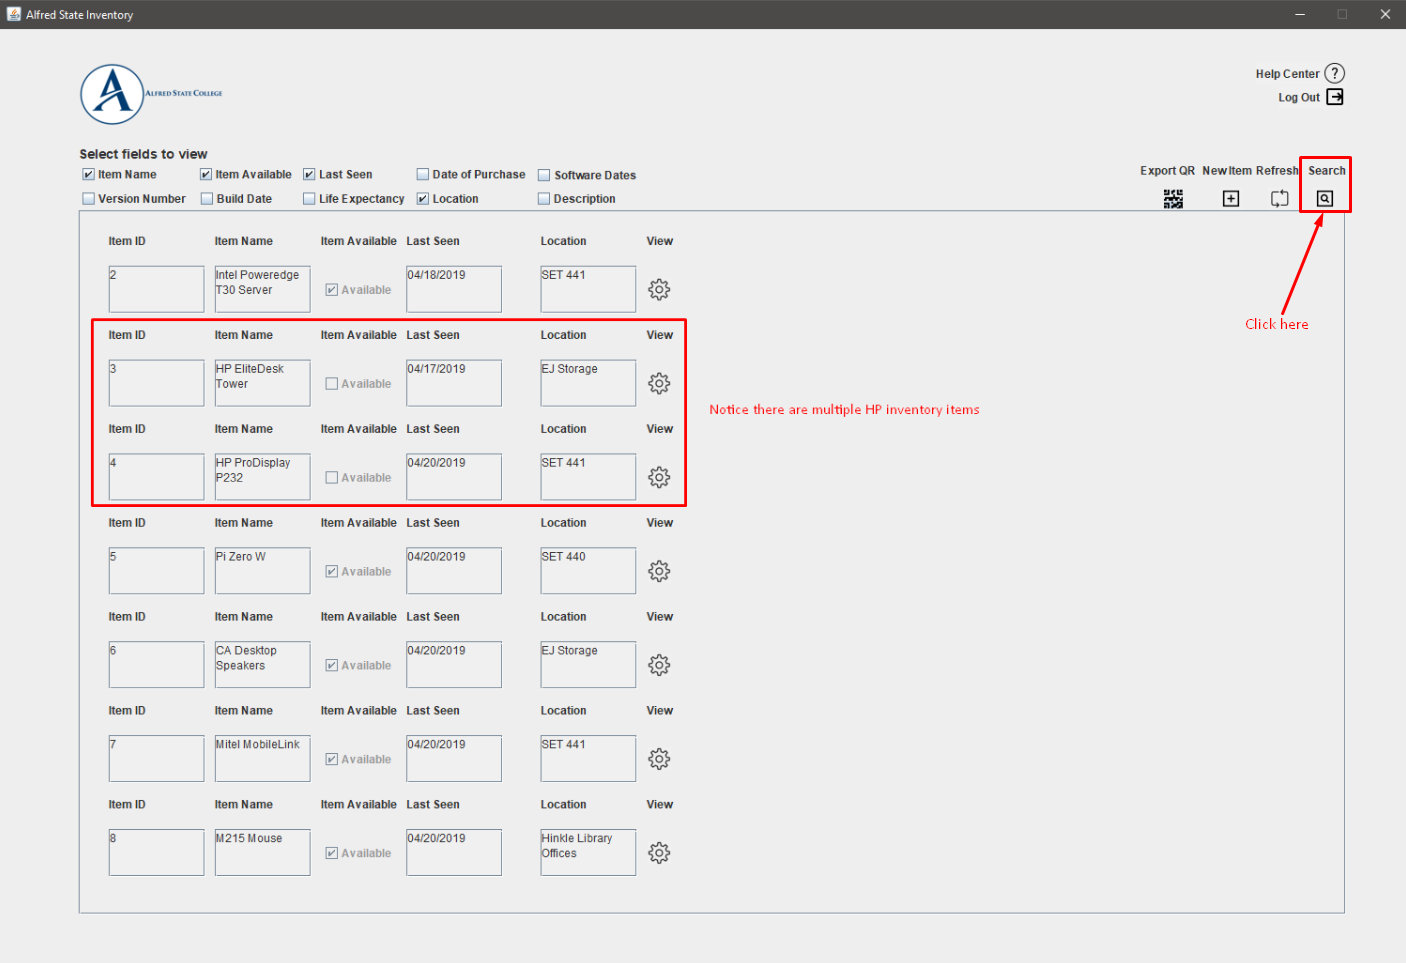 Alfred State Inventory
ALFRED STATE COLLEGE
Help Center ?
Log Out
Select fields to view
Item Name Item Available Last Seen Date of Purchase Software Dates
Version Number Build Date Life Expectancy Location Description
Export QR New Item Refresh Search
Item ID Item Name Item Available Last Seen Location View
2 Intel Poweredge 04/18/2019 SET 441
T30 Server Available
Click here
Item ID Item Name Item Available Last Seen Location View
3 HP EliteDesk 04/17/2019 EJ Storage
Tower Available
Notice there are multiple HP inventory items
Item ID Item Name Item Available Last Seen Location View
4 HP ProDisplay 04/20/2019 SET 441
P232 Available
Item ID Item Name Item Available Last Seen Location View
5 Pi Zero W 04/20/2019 SET 440
Available
Item ID Item Name Item Available Last Seen Location View
6 CA Desktop 04/20/2019 EJ Storage
Speakers Available
Item ID Item Name Item Available Last Seen Location View
7 Mitel MobileLink 04/20/2019 SET 441
Available
Item ID Item Name Item Available Last Seen Location View
8 M215 Mouse 04/20/2019 Hinkle Library
Available Offices